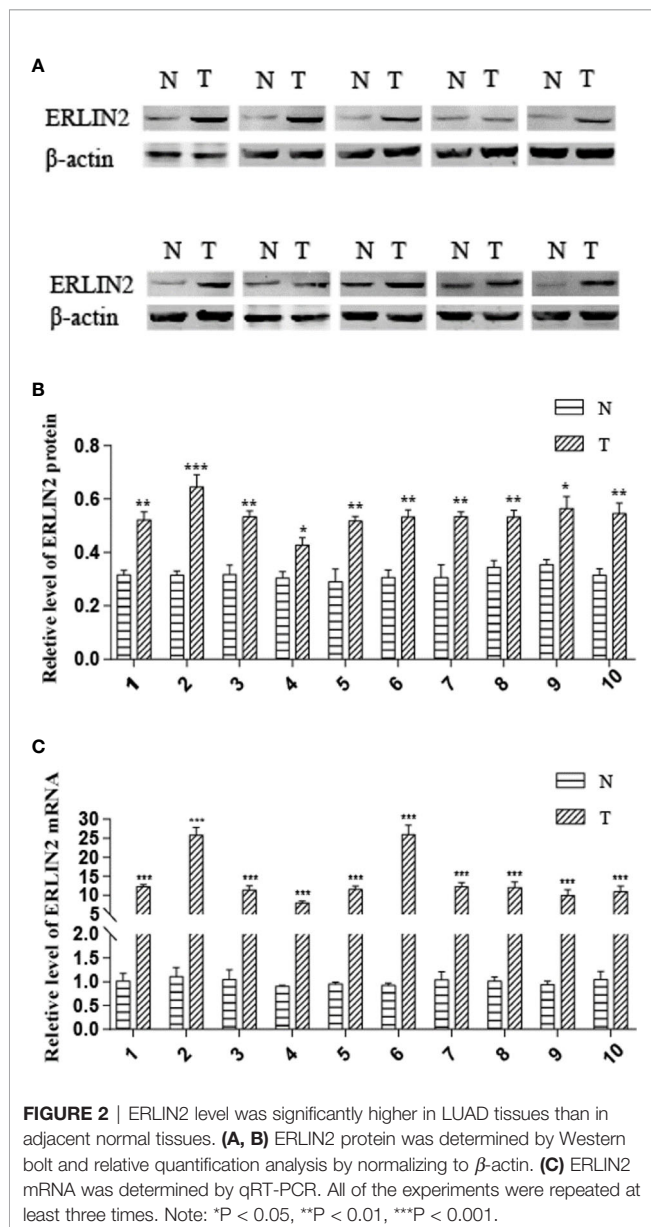 A
N T N T N T N T N T
ERLIN2
β-actin
N T N T N T N T N T
ERLIN2
β-actin
B
N
T
Reletive level of ERLIN2 protein
0.8
0.6
0.4
0.2
0.0
** *** ** * ** ** ** ** * **
1 2 3 4 5 6 7 8 9 10
C
N
T
Reletive level of ERLIN2 mRNA
30
25
20
15
10
5
2.0
1.5
1.0
0.5
0.0
*** *** *** *** *** *** *** *** *** ***
1 2 3 4 5 6 7 8 9 10
FIGURE 2 | ERLIN2 level was significantly higher in LUAD tissues than in
adjacent normal tissues. (A, B) ERLIN2 protein was determined by Western
bolt and relative quantification analysis by normalizing to β-actin. (C) ERLIN2
mRNA was determined by qRT-PCR. All of the experiments were repeated at
least three times. Note: *P < 0.05, **P < 0.01, ***P < 0.001.